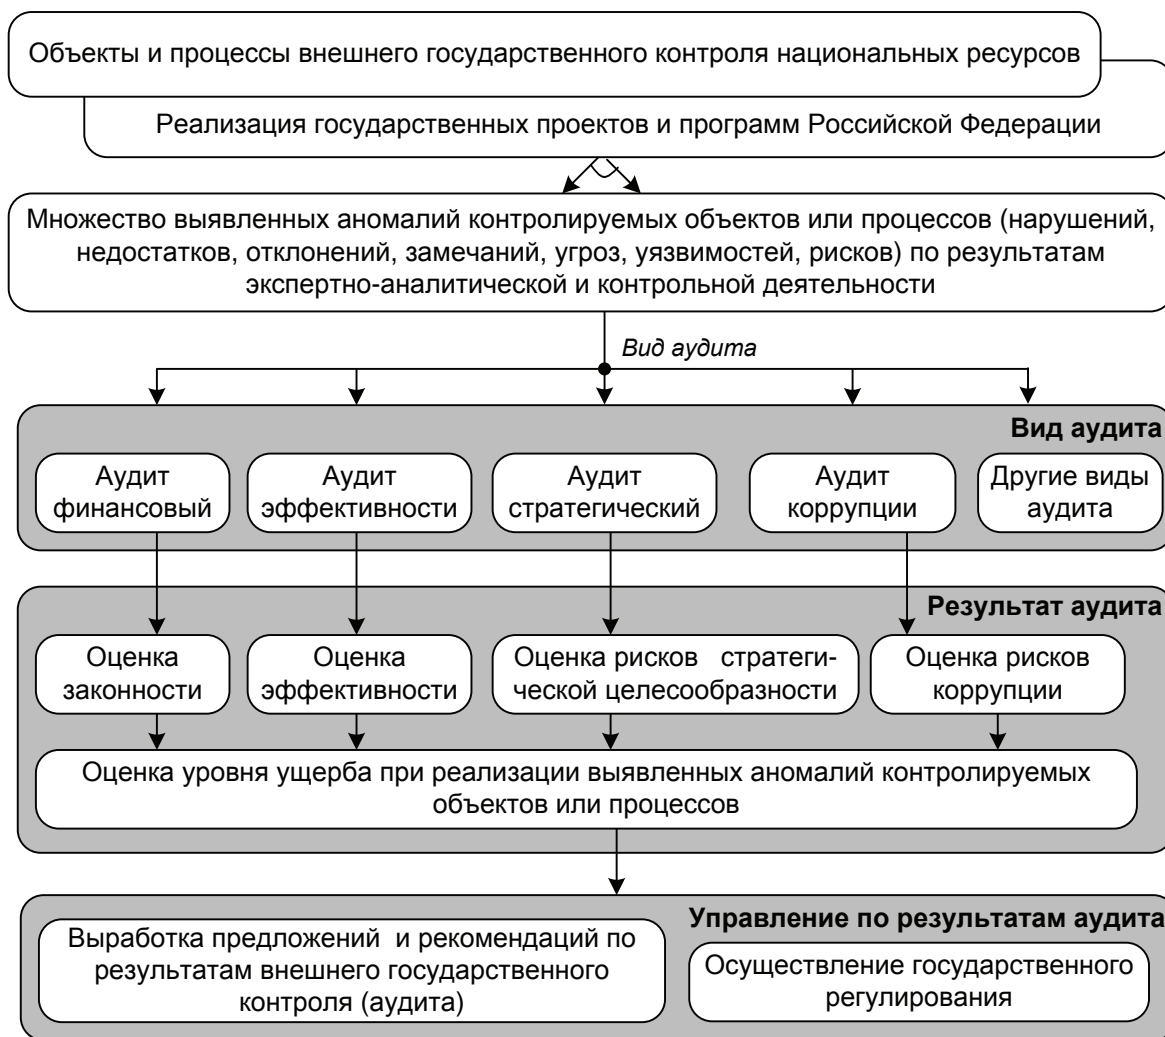 Объекты и процессы внешнего государственного контроля национальных ресурсов
Реализация государственных проектов и программ Российской Федерации
Множество выявленных аномалий контролируемых объектов или процессов (нарушений,
недостатков, отклонений, замечаний, угроз, уязвимостей, рисков) по результатам
экспертно-аналитической и контрольной деятельности
Вид аудита
Вид аудита
Аудит
финансовый
Аудит
эффективности
Аудит
стратегический
Аудит
коррупции
Другие виды
аудита
Результат аудита
Оценка
законности
Оценка
эффективности
Оценка рисков стратеги-
ческой целесообразности
Оценка рисков
коррупции
Оценка уровня ущерба при реализации выявленных аномалий контролируемых
объектов или процессов
Управление по результатам аудита
Выработка предложений и рекомендаций по
результатам внешнего государственного
контроля (аудита)
Осуществление государственного
регулирования